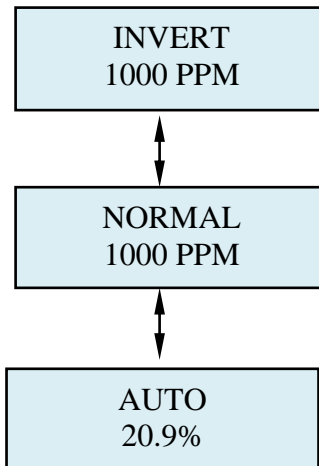 INVERT
1000 PPM
NORMAL
1000 PPM
AUTO
20.9%